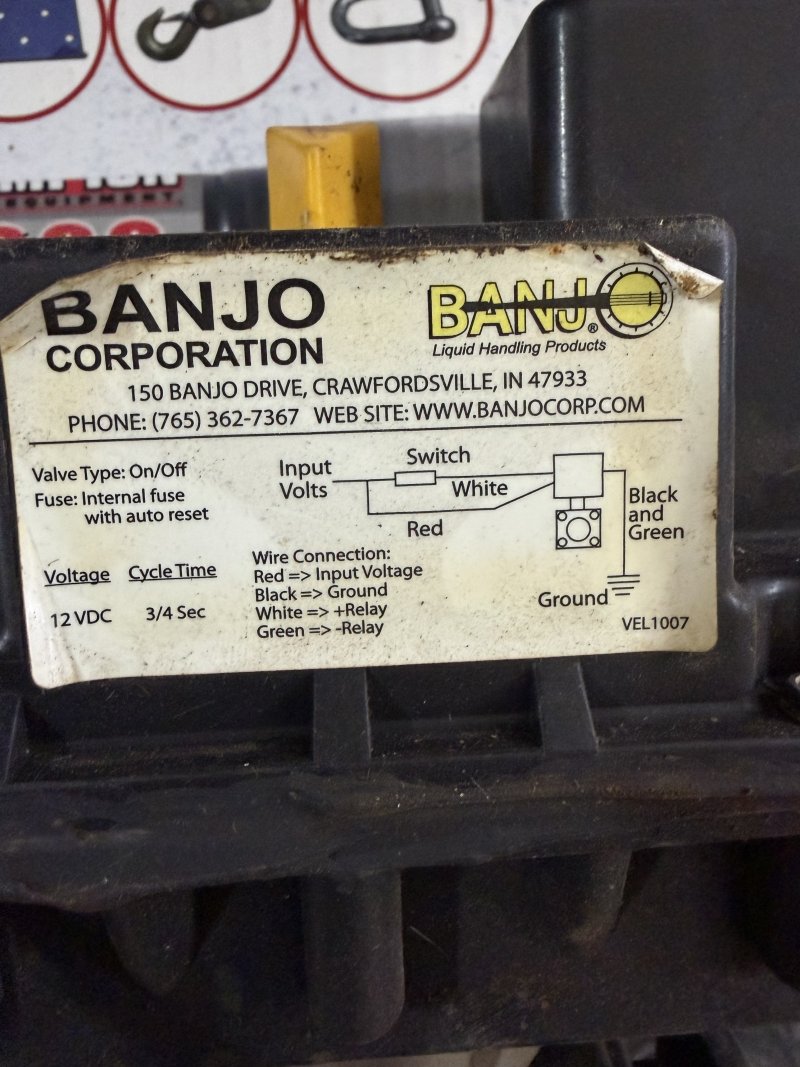 EQUIPMENT.
BANJO
CORPORATION
BANJO®
Liquid Handling Products
150 BANJO DRIVE, CRAWFORDSVILLE, IN 47933
PHONE: (765) 362-7367 WEB SITE: WWW.BANJOCORP.COM
Valve Type: On/Off
Fuse: Internal fuse
with auto reset
Input
Volts
Switch
White
Red
Black
and
Green
Ground
Voltage Cycle Time
12 VDC 3/4 Sec
Wire Connection:
Red => Input Voltage
Black => Ground
White => +Relay
Green => -Relay
VEL1007